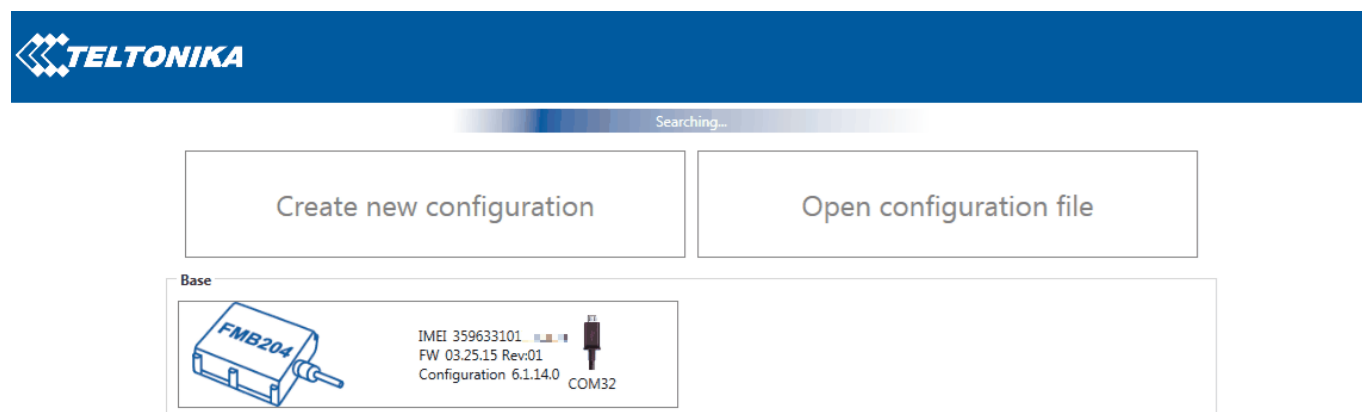 TELTONIKA
Searching...
Create new configuration
Open configuration file
Base
FMB204
IMEI 359633101
FW 03.25.15 Rev:01
Configuration 6.1.14.0
COM32